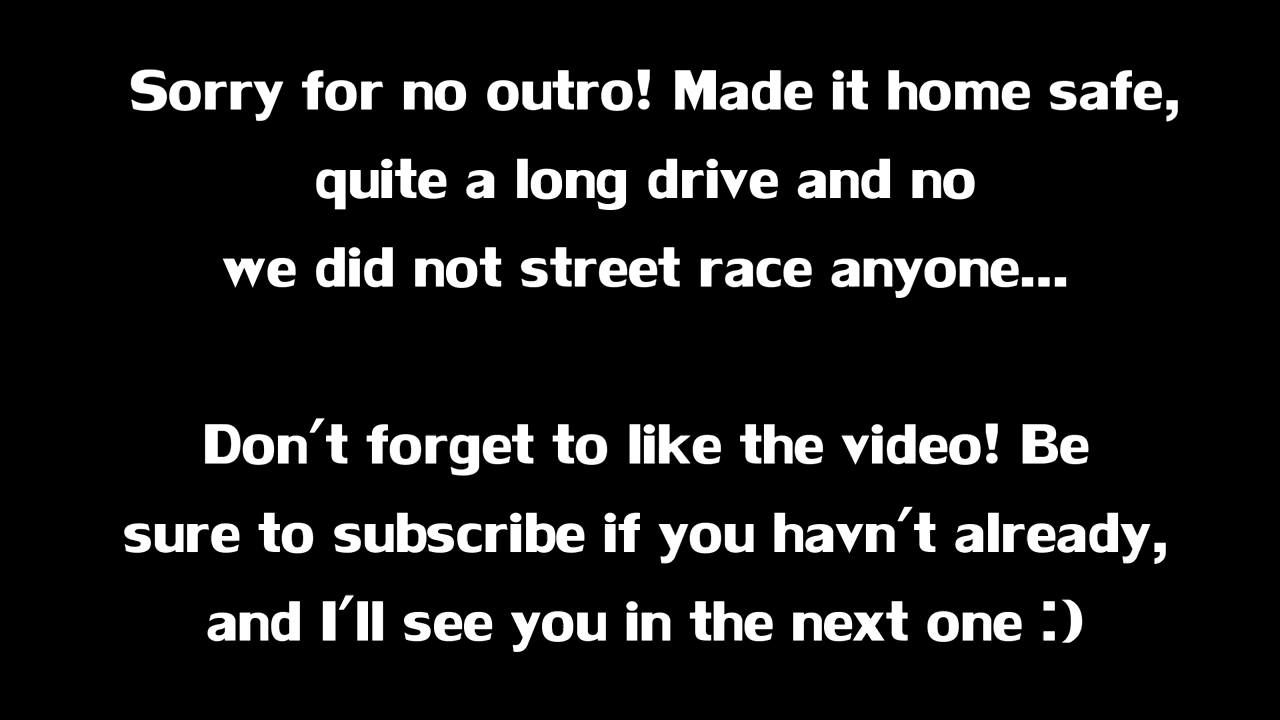 Sorry for no outro! Made it home safe,
quite a long drive and no
we did not street race anyone...
Don't forget to like the video! Be
sure to subscribe if you havn't already,
and I'll see you in the next one :)